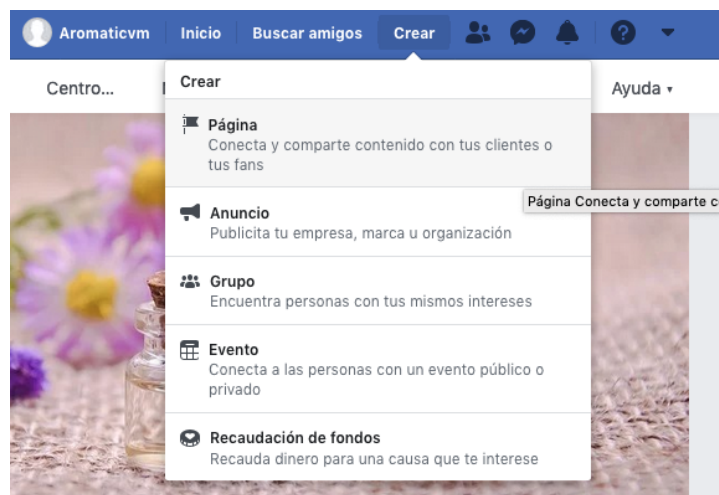 Aromaticvm Inicio Buscar amigos Crear
Centro...
Ayuda
Crear
Página
Conecta y comparte contenido con tus clientes o
tus fans
Página Conecta y comparte c
Anuncio
Publicita tu empresa, marca u organización
Grupo
Encuentra personas con tus mismos intereses
Evento
Conecta a las personas con un evento público o
privado
Recaudación de fondos
Recauda dinero para una causa que te interese